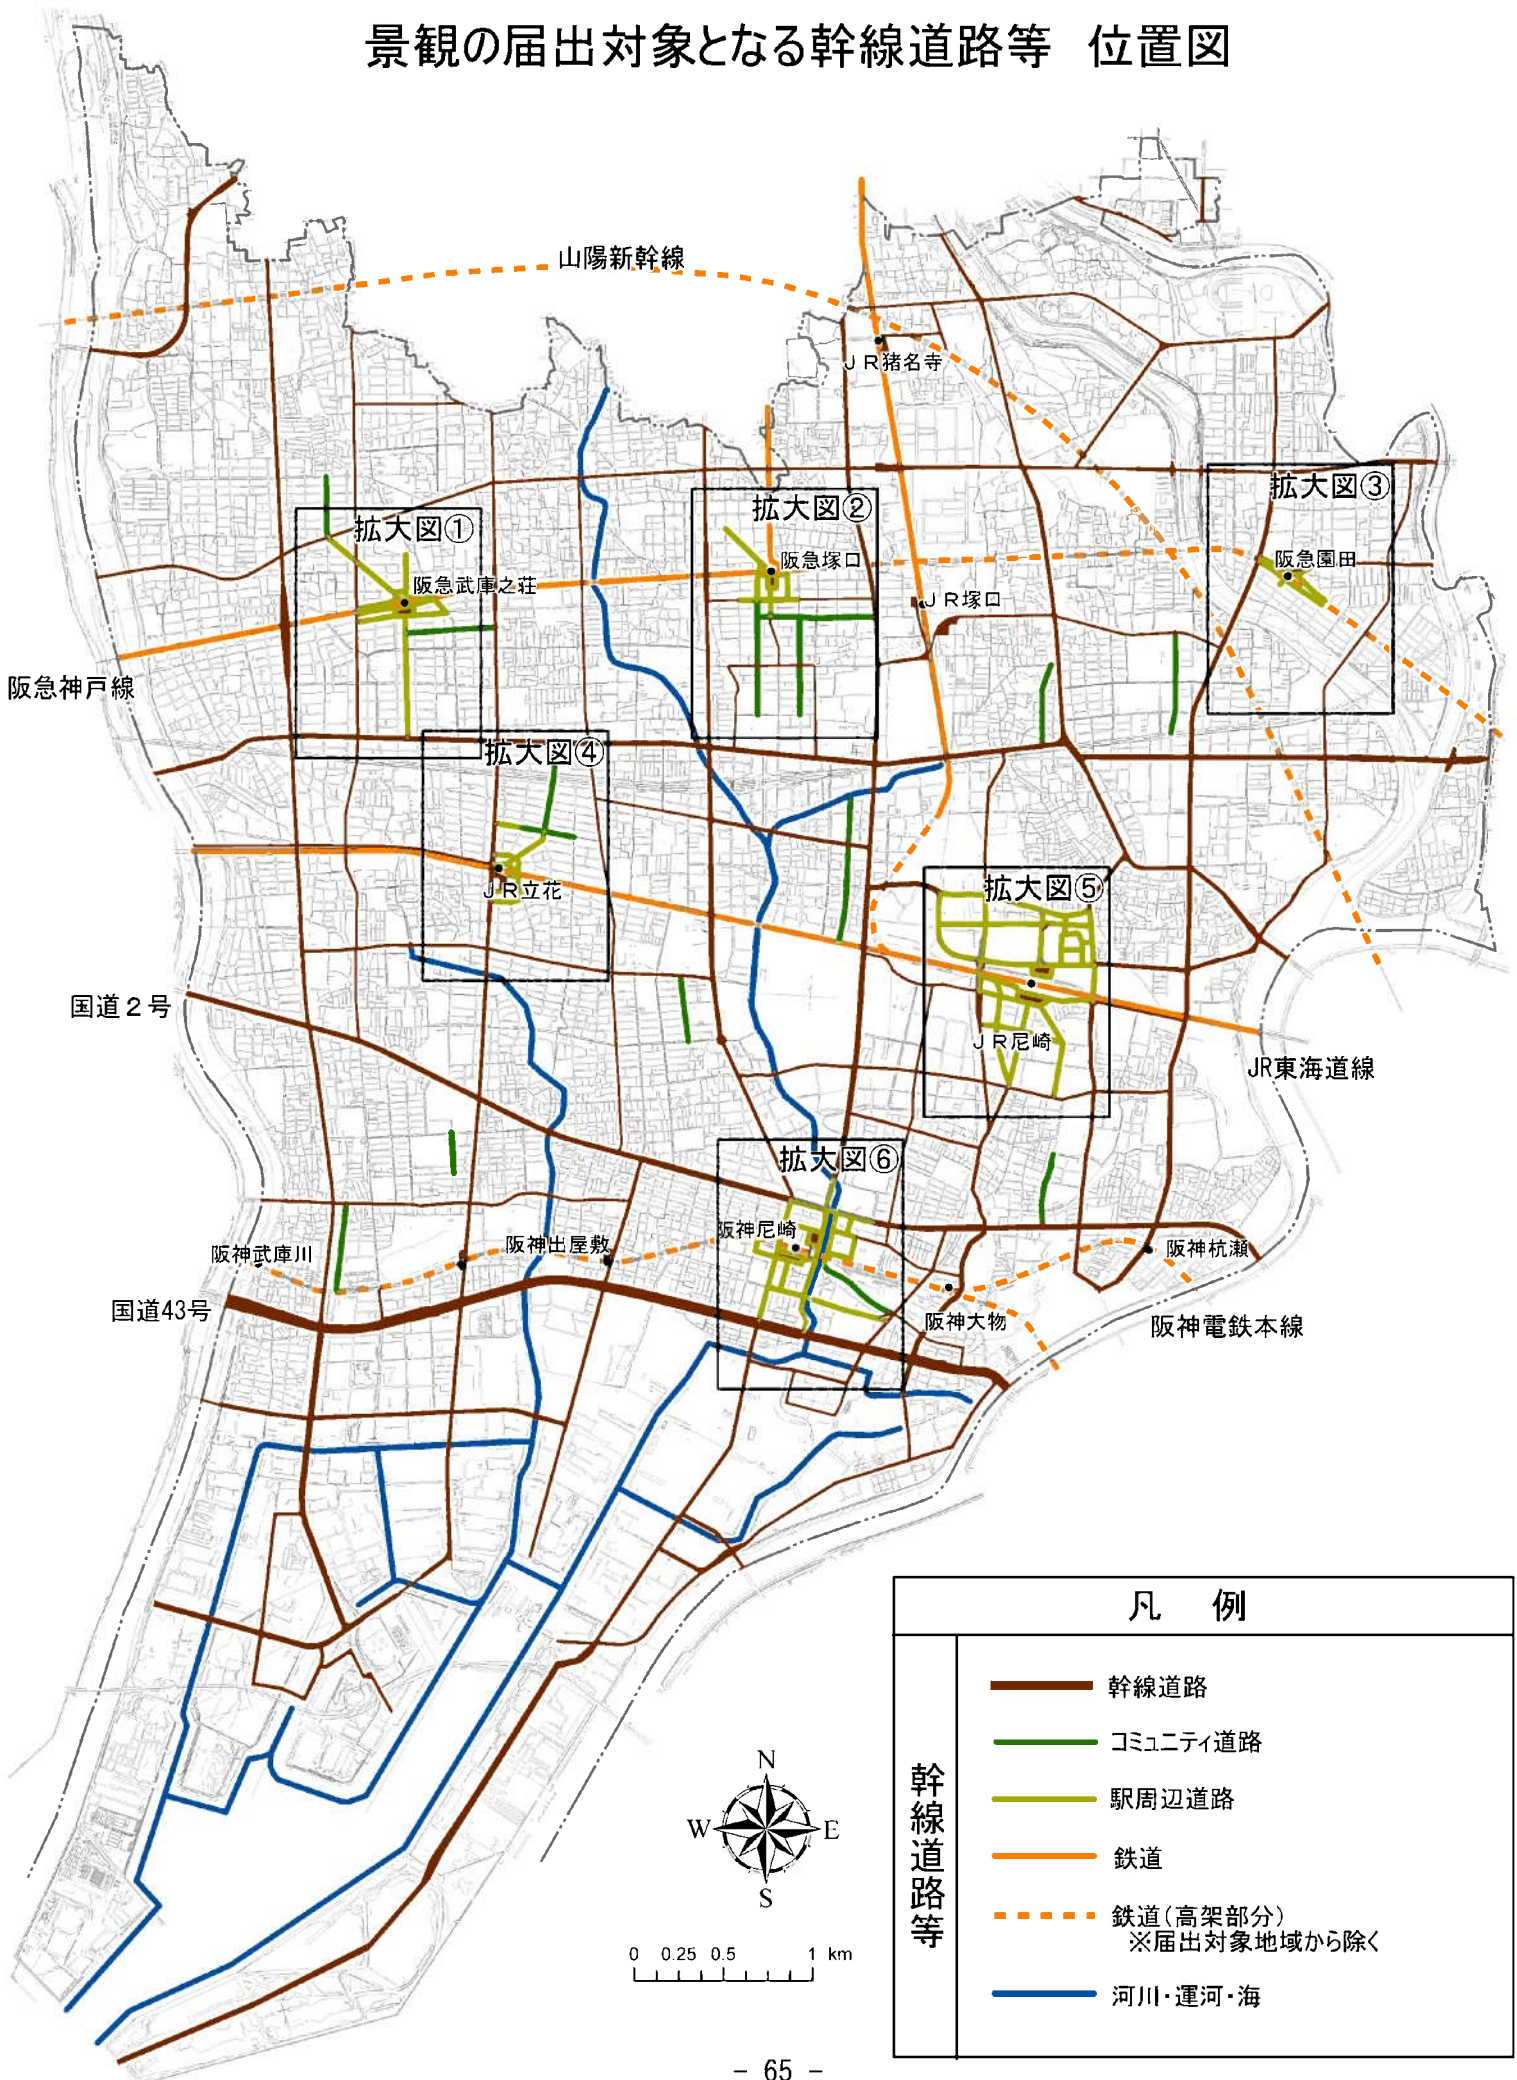 景観の届出対象となる幹線道路等 位置図
山陽新幹線
JR猪名寺
拡大図③
拡大図②
拡大図①
阪急塚口
阪急園田
阪急武庫之荘
JR塚口
阪急神戸線
拡大図④
JR立花
拡大図⑤
国道2号
JR尼崎
JR東海道線
拡大図⑥
阪神尼崎
阪神出屋敷
阪神武庫川
阪神杭瀬
国道43号
阪神大物
阪神電鉄本線
凡 例
幹線道路等
幹線道路
コミュニティ道路
駅周辺道路
鉄道
鉄道(高架部分)
※届出対象地域から除く
河川・運河・海
N
W E
S
0 0.25 0.5 1 km
- 65 -